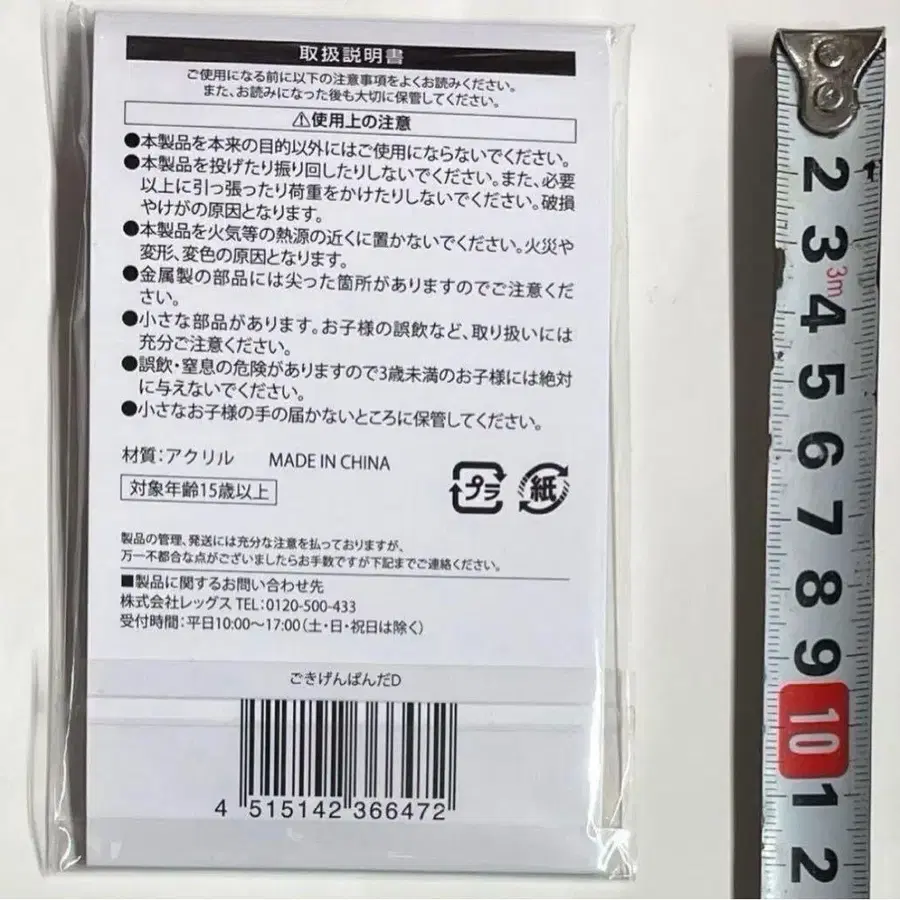 取扱説明書
ご使用になる前に以下の注意事項をよくお読みください。
また、お読みになった後も大切に保管してください。
⚠使用上の注意
●本製品を本来の目的以外にはご使用にならないでください。
●本製品を投げたり振り回したりしないでください。また、必要
以上に引っ張ったり荷重をかけたりしないでください。破損
やけがの原因となります。
●本製品を火気等の熱源の近くに置かないでください。火災や
変形、変色の原因となります。
●金属製の部品には尖った箇所がありますのでご注意くだ
さい。
●小さな部品があります。お子様の誤飲など、取り扱いには
充分ご注意ください。
●誤飲・窒息の危険がありますので3歳未満のお子様には絶対
に与えないでください。
●小さなお子様の手の届かないところに保管してください。
材質：アクリル MADE IN CHINA
対象年齢15歳以上
プラ 紙
製品の管理、発送には充分な注意を払っておりますが、
万一不都合な点がございましたらお手数ですが下記までご連絡ください。
■製品に関するお問い合わせ先
株式会社レッグス TEL：0120-500-433
受付時間：平日10:00〜17:00（土・日・祝日は除く）
ごきげんぱんだD
4 515142 366472
2
3
3m
4
5
6
7
8
9
10
1
2